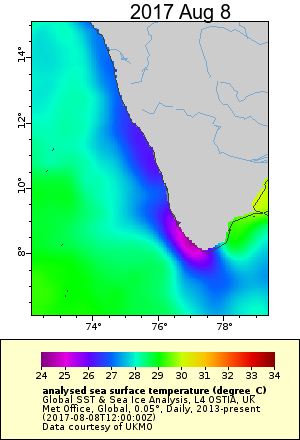 2017 Aug 8
14°
12°
10°
8°
74° 76° 78°
24 25 26 27 28 29 30 31 32 33 34
analysed sea surface temperature (degree_C)
Global SST & Sea Ice Analysis, L4 OSTIA, UK
Met Office, Global, 0.05°, Daily, 2013-present
(2017-08-08T12:00:00Z)
Data courtesy of UKMO